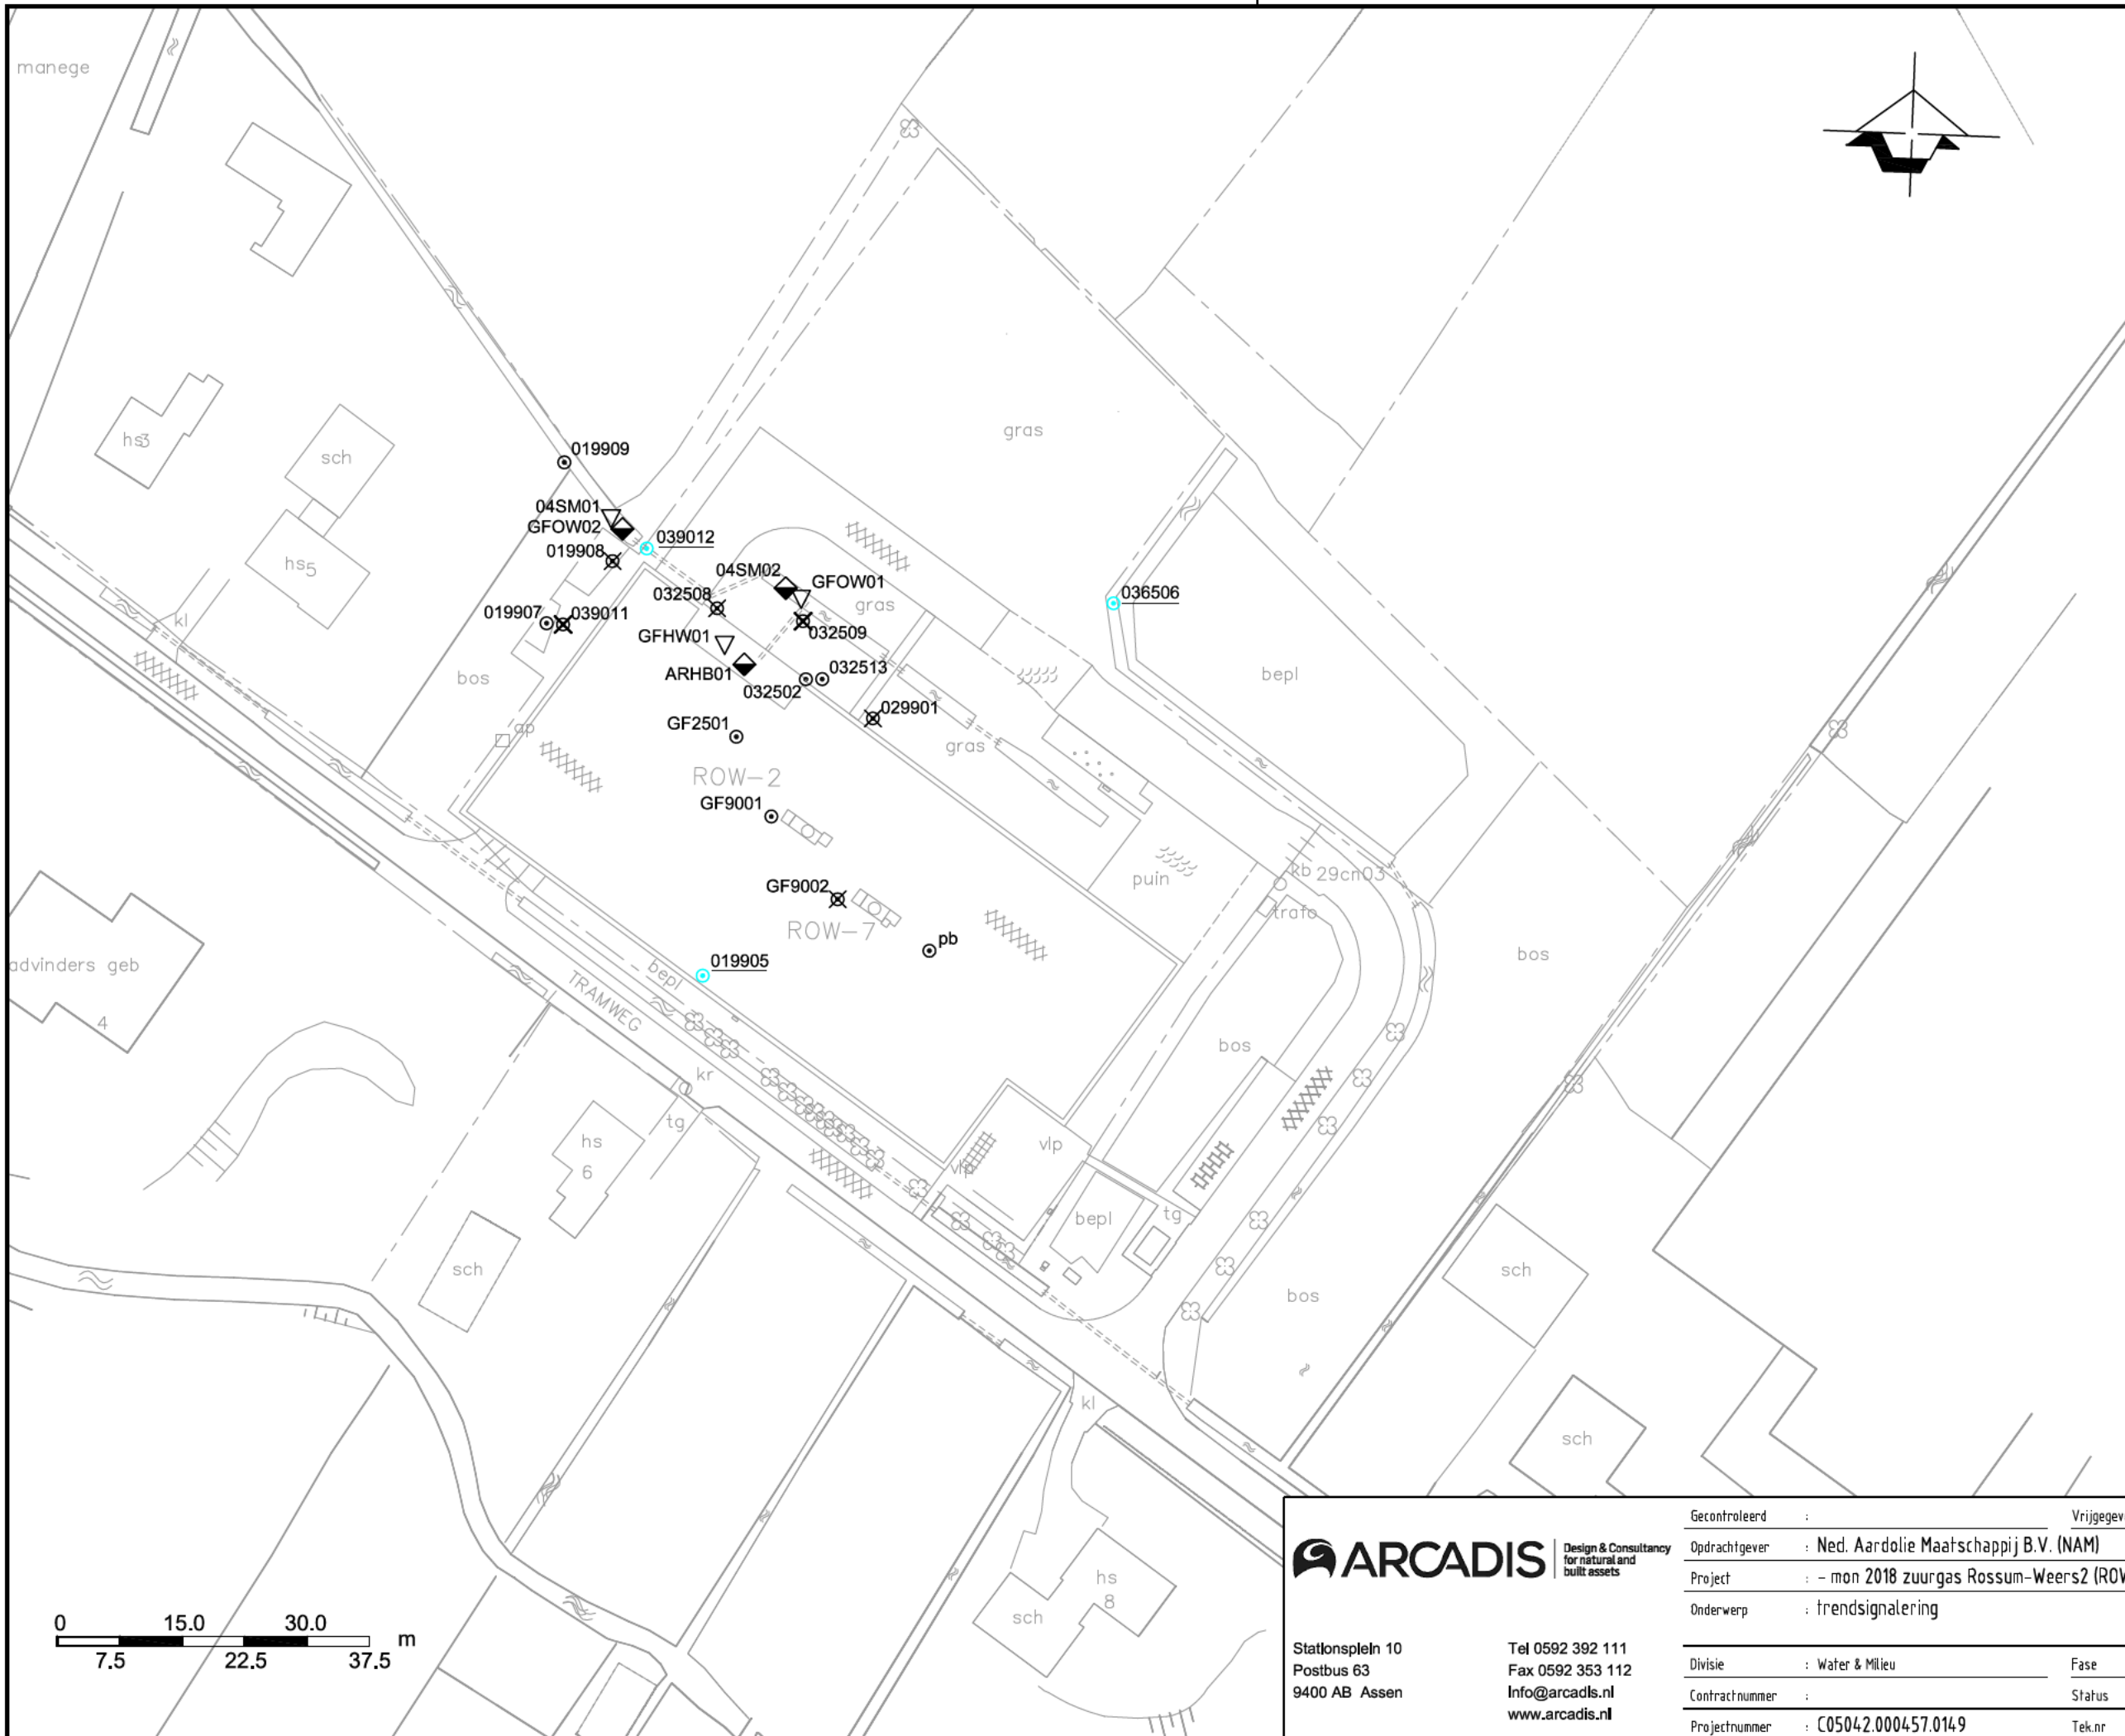 manege
hs3
sch
hs5
kl
bos
ap
gras
019909
04SM01
GFOW02
039012
019908
04SM02
GFOW01
032508
gras
036506
019907
039011
032509
GFHW01
ARHB01
032513
032502
bepl
029901
GF2501
gras
ROW-2
GF9001
puin
kb 29cn03
GF9002
trafo
ROW-7
pb
019905
bepl
TRAMWEG
advinders geb
4
bos
bos
kr
tg
hs
6
vlp
vlp
sch
bepl
tg
sch
bos
kl
sch
hs
8
sch
0 15.0 30.0
m
7.5 22.5 37.5
ARCADIS
Design & Consultancy
for natural and
built assets
Stationsplein 10
Postbus 63
9400 AB Assen
Tel 0592 392 111
Fax 0592 353 112
Info@arcadis.nl
www.arcadis.nl
Gecontroleerd : Vrijgegev
Opdrachtgever : Ned. Aardolie Maatschappij B.V. (NAM)
Project : - mon 2018 zuurgas Rossum-Weers2 (ROW
Onderwerp : trendsignalering
Divisie : Water & Milieu Fase
Contractnummer : Status
Projectnummer : C05042.000457.0149 Tek.nr